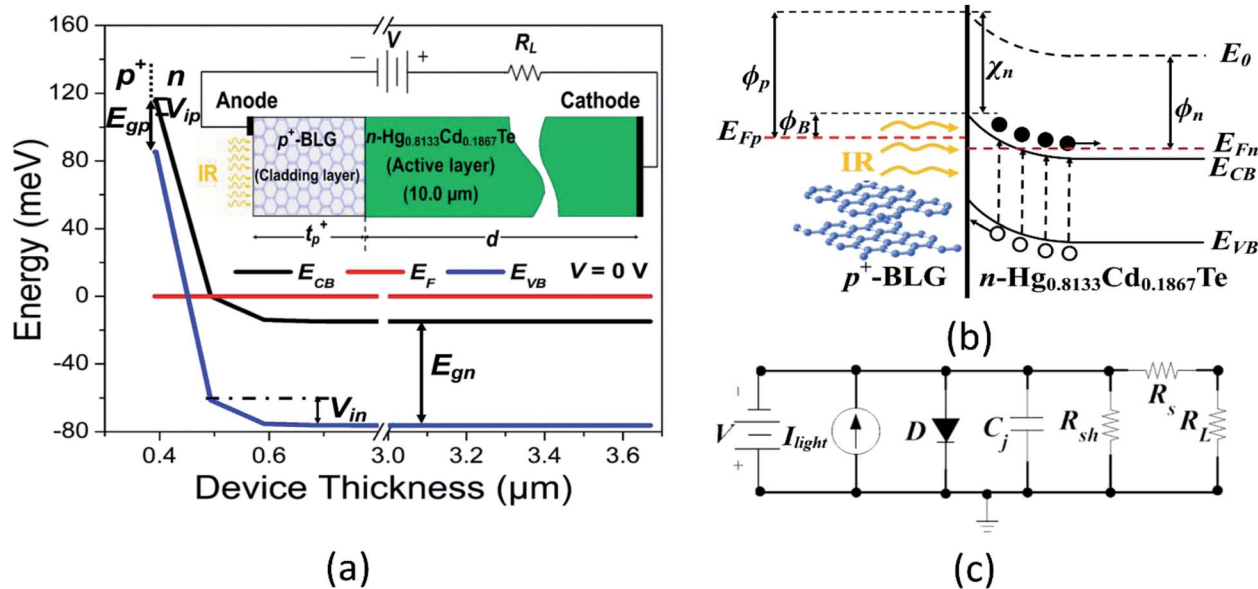 160
120
80
40
0
-40
-80
Energy (meV)
0.4 0.6 3.0 3.2 3.4 3.6
Device Thickness (μm)
p⁺ n
E_gp
V_ip
V
− +
R_L
Anode
Cathode
IR
p⁺-BLG
(Cladding layer)
n-Hg₀.₈₁₃₃Cd₀.₁₈₆₇Te
(Active layer)
(10.0 μm)
t_p⁺
d
E_CB E_F E_VB V = 0 V
E_gn
V_in
(a)
ϕ_p
χ_n
E_0
ϕ_n
E_Fp
ϕ_B
E_Fn
IR
E_CB
E_VB
p⁺-BLG
n-Hg₀.₈₁₃₃Cd₀.₁₈₆₇Te
(b)
−
V
+
I_light
D
C_j
R_sh
R_s
R_L
(c)